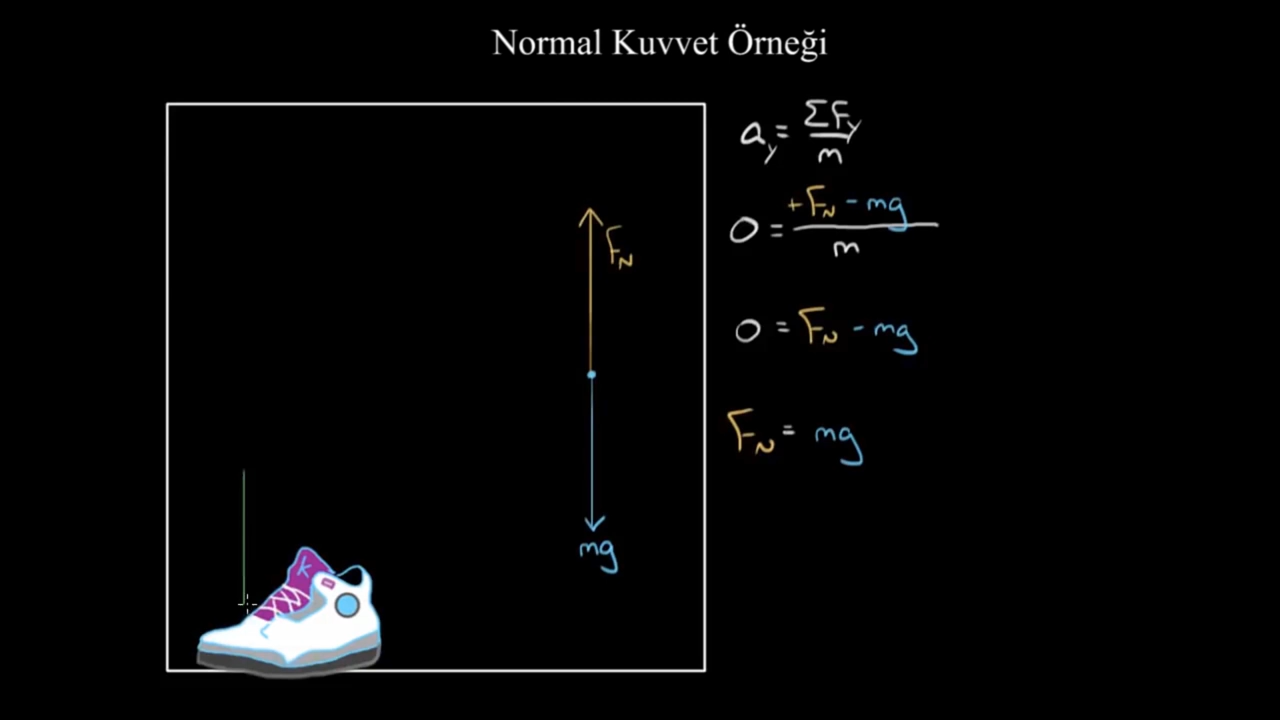 Normal Kuvvet Örneği
a_y = ΣF_y / m
0 = +F_N - mg / m
F_N
0 = F_N - mg
F_N = mg
mg
K